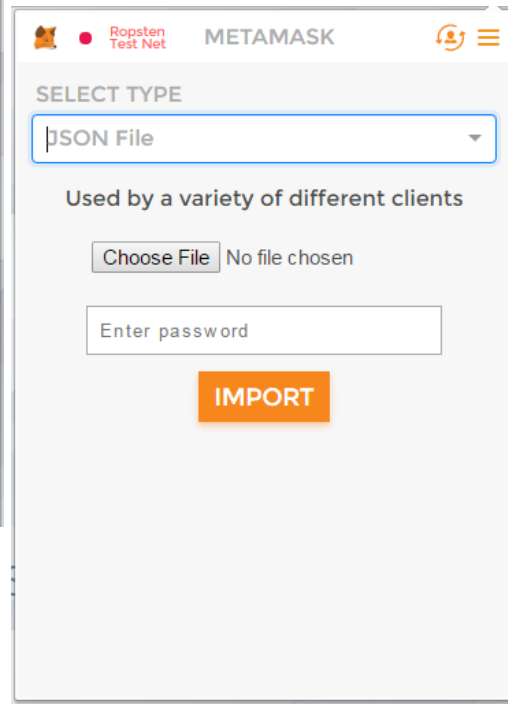 Ropsten
Test Net
METAMASK
SELECT TYPE
JSON File
Used by a variety of different clients
Choose File No file chosen
Enter password
IMPORT